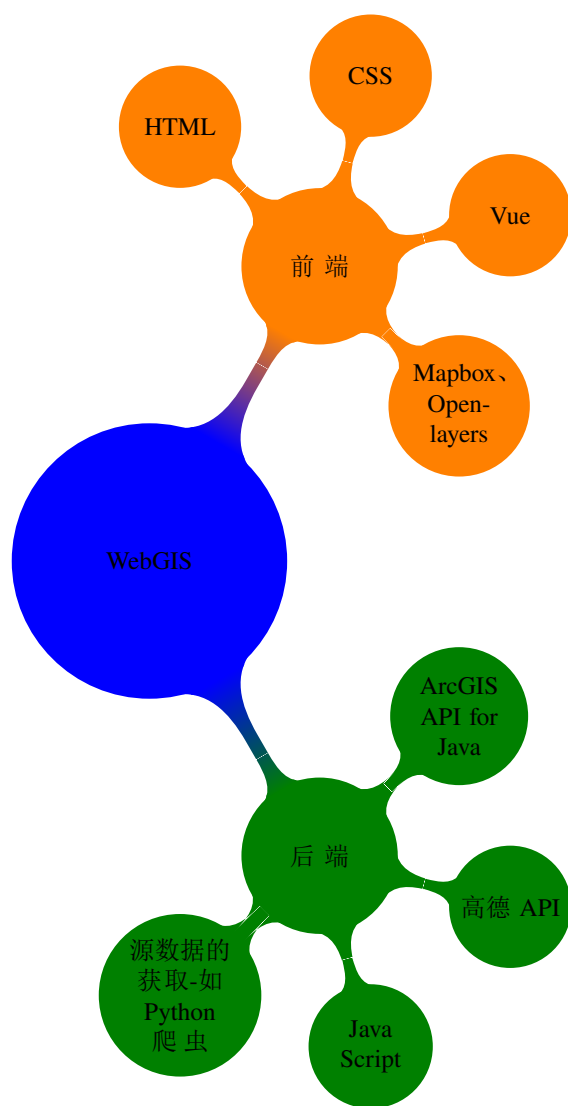 CSS
HTML
Vue
前 端
Mapbox、
Open-
layers
WebGIS
ArcGIS
API for
Java
后 端
高德 API
源数据的
获取-如
Python
爬 虫
Java
Script